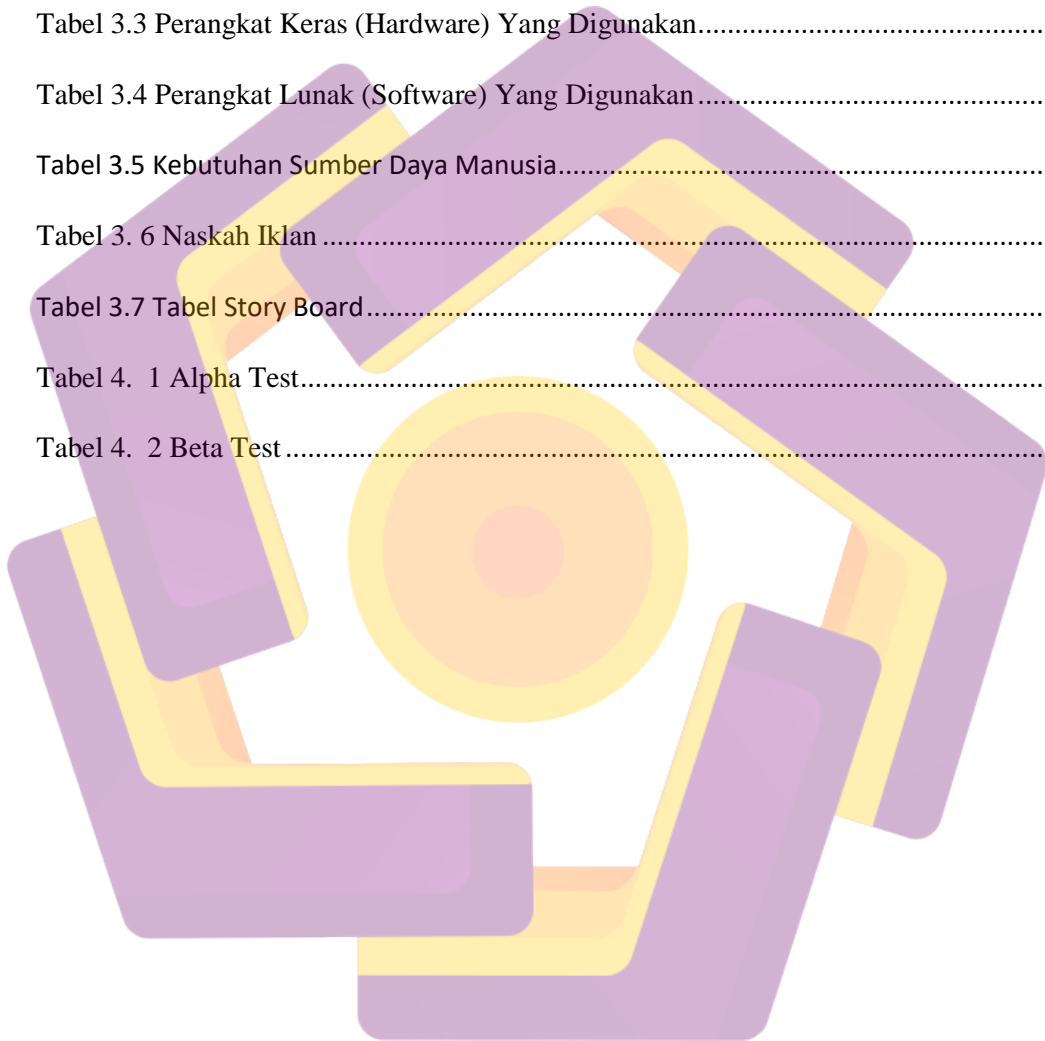 Tabel 3.3 Perangkat Keras (Hardware) Yang Digunakan................................................
Tabel 3.4 Perangkat Lunak (Software) Yang Digunakan................................................
Tabel 3.5 Kebutuhan Sumber Daya Manusia................................................................
Tabel 3. 6 Naskah Iklan................................................................................................
Tabel 3.7 Tabel Story Board..........................................................................................
Tabel 4.  1 Alpha Test...................................................................................................
Tabel 4.  2 Beta Test.....................................................................................................